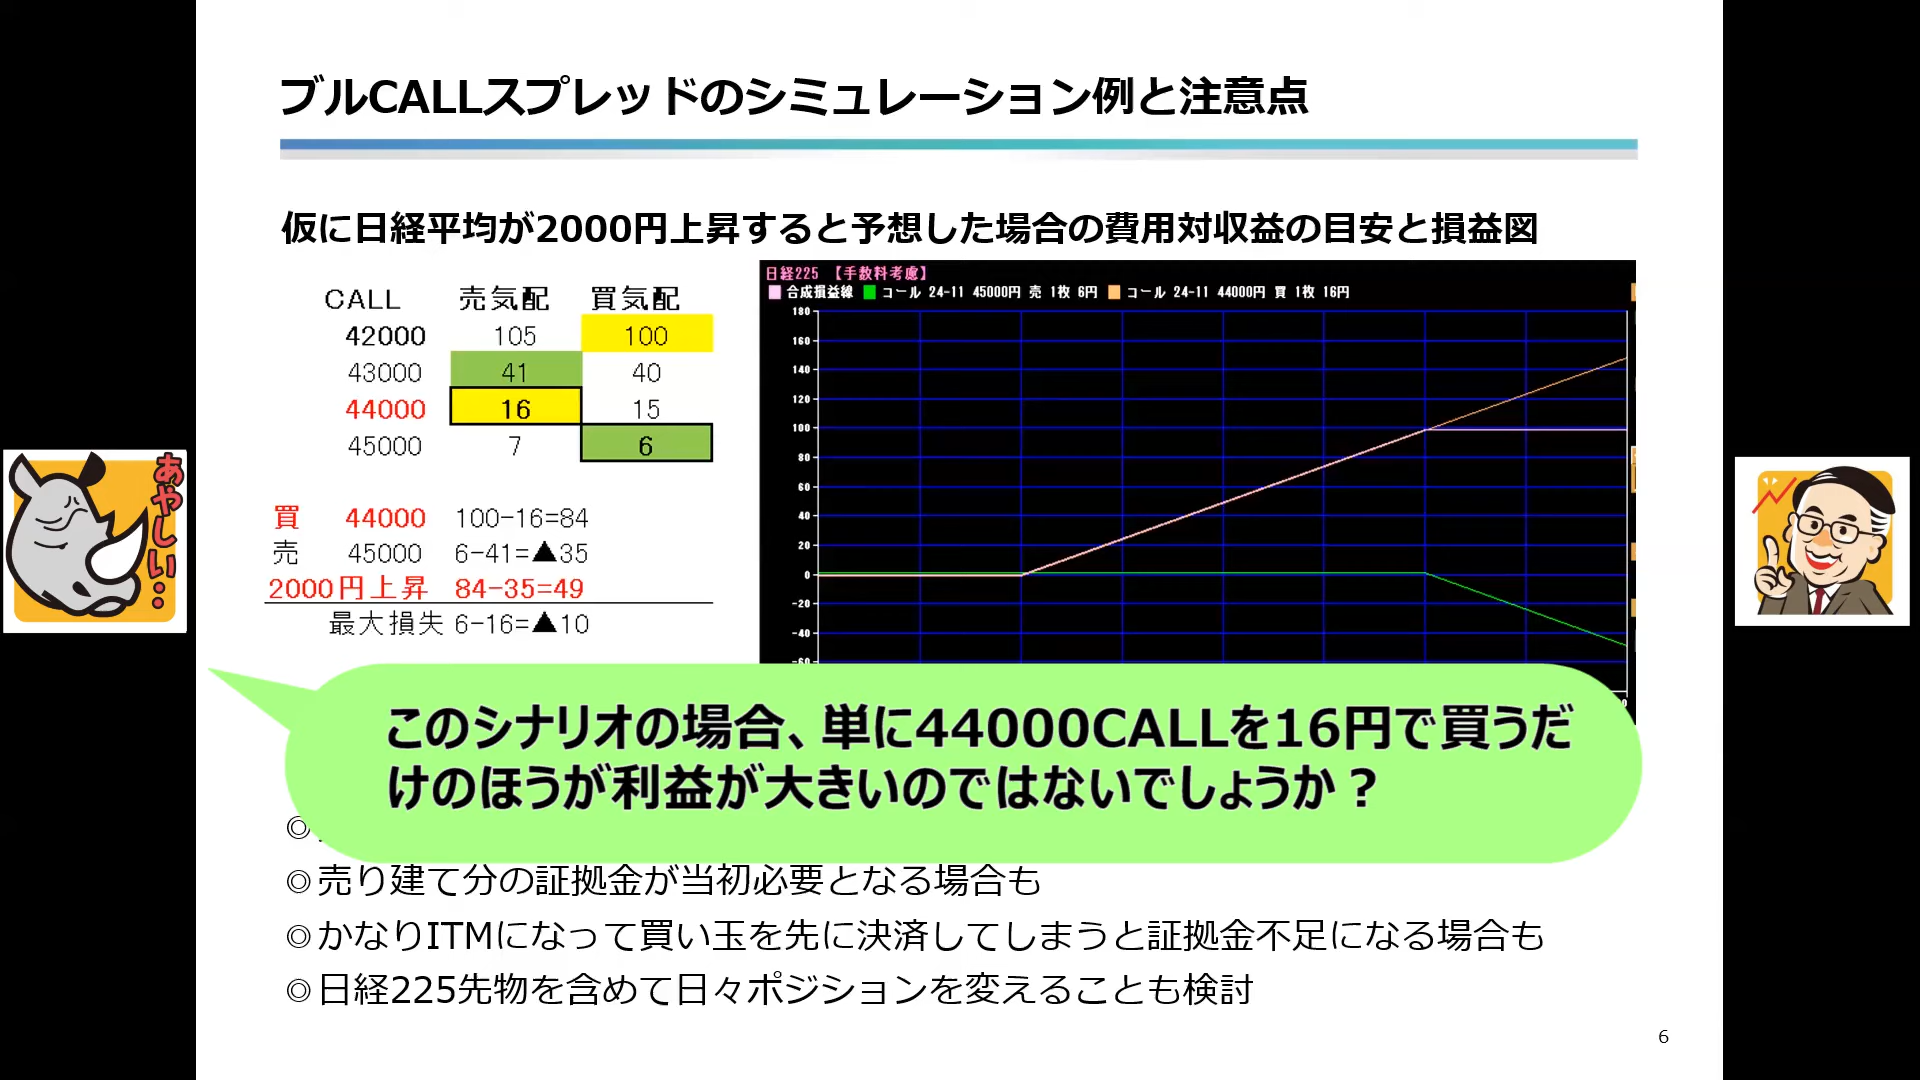 ブルCALLスプレッドのシミュレーション例と注意点
仮に日経平均が2000円上昇すると予想した場合の費用対収益の目安と損益図
CALL 売気配 買気配
42000 105 100
43000 41 40
44000 16 15
45000 7 6
買 44000 100-16=84
売 45000 6-41=▲35
2000円上昇 84-35=49
最大損失 6-16=▲10
日経225 【手数料考慮】
合成損益線 コール 24-11 45000円 売 1枚 6円 コール 24-11 44000円 買 1枚 16円
180
160
140
120
100
80
60
40
20
0
-20
-40
-60
あやしい…
このシナリオの場合、単に44000CALLを16円で買うだ
けのほうが利益が大きいのではないでしょうか？
◎
◎売り建て分の証拠金が当初必要となる場合も
◎かなりITMになって買い玉を先に決済してしまうと証拠金不足になる場合も
◎日経225先物を含めて日々ポジションを変えることも検討
6